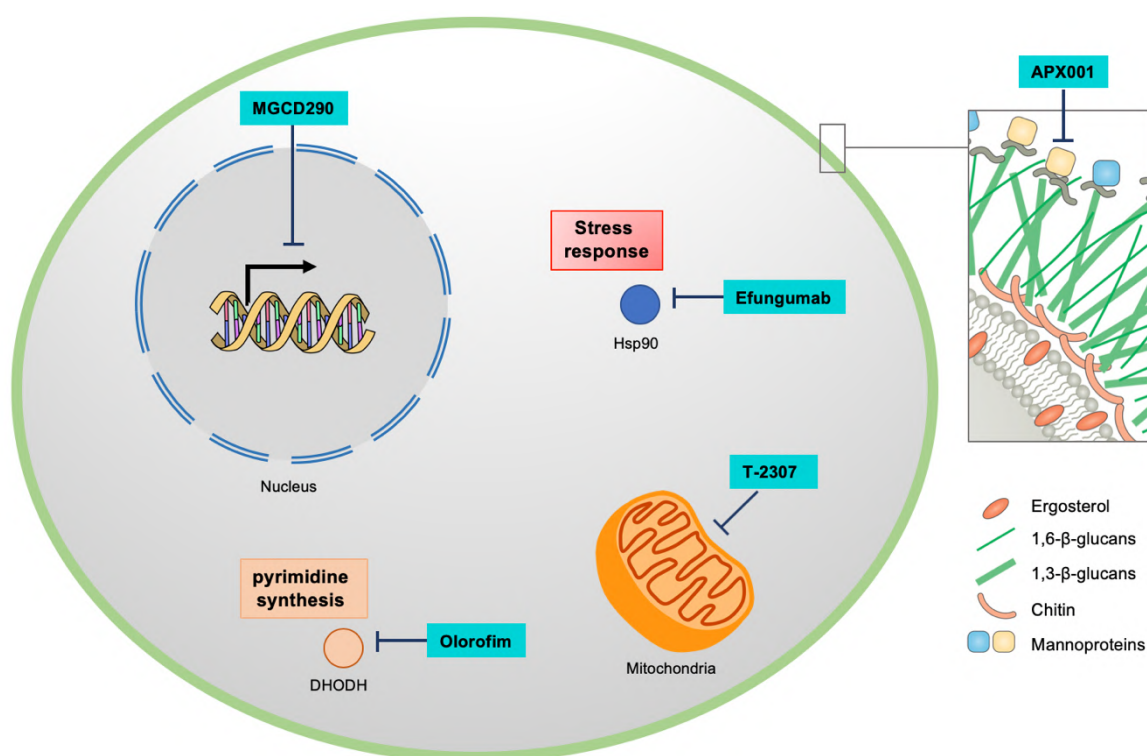 APX001
MGCD290
Stress
response
Efungumab
Hsp90
T-2307
Nucleus
pyrimidine
synthesis
Olorofim
DHODH
Mitochondria
Ergosterol
1,6-β-glucans
1,3-β-glucans
Chitin
Mannoproteins